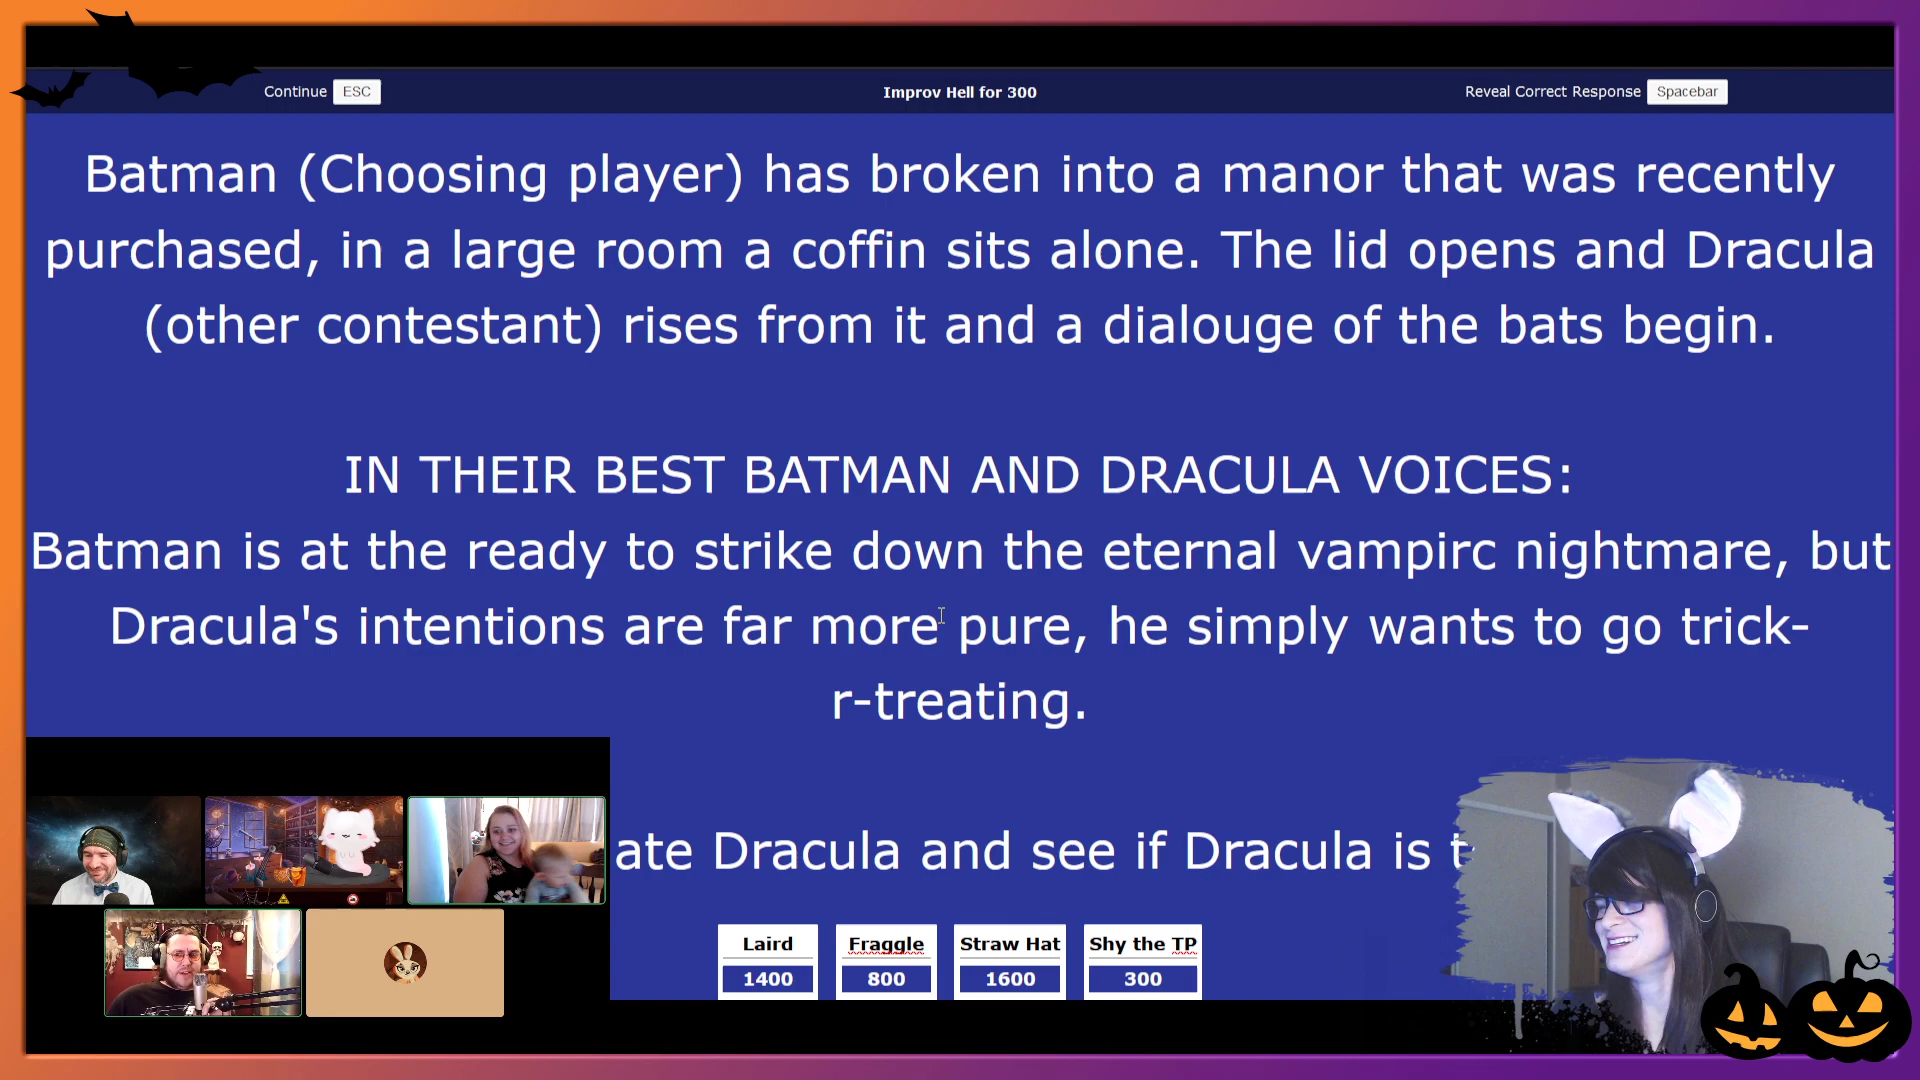 Continue ESC
Improv Hell for 300
Reveal Correct Response Spacebar
Batman (Choosing player) has broken into a manor that was recently
purchased, in a large room a coffin sits alone. The lid opens and Dracula
(other contestant) rises from it and a dialouge of the bats begin.
IN THEIR BEST BATMAN AND DRACULA VOICES:
Batman is at the ready to strike down the eternal vampirc nightmare, but
Dracula's intentions are far more pure, he simply wants to go trick-
r-treating.
ate Dracula and see if Dracula is
Laird Fraggle Straw Hat Shy the TP
1400 800 1600 300